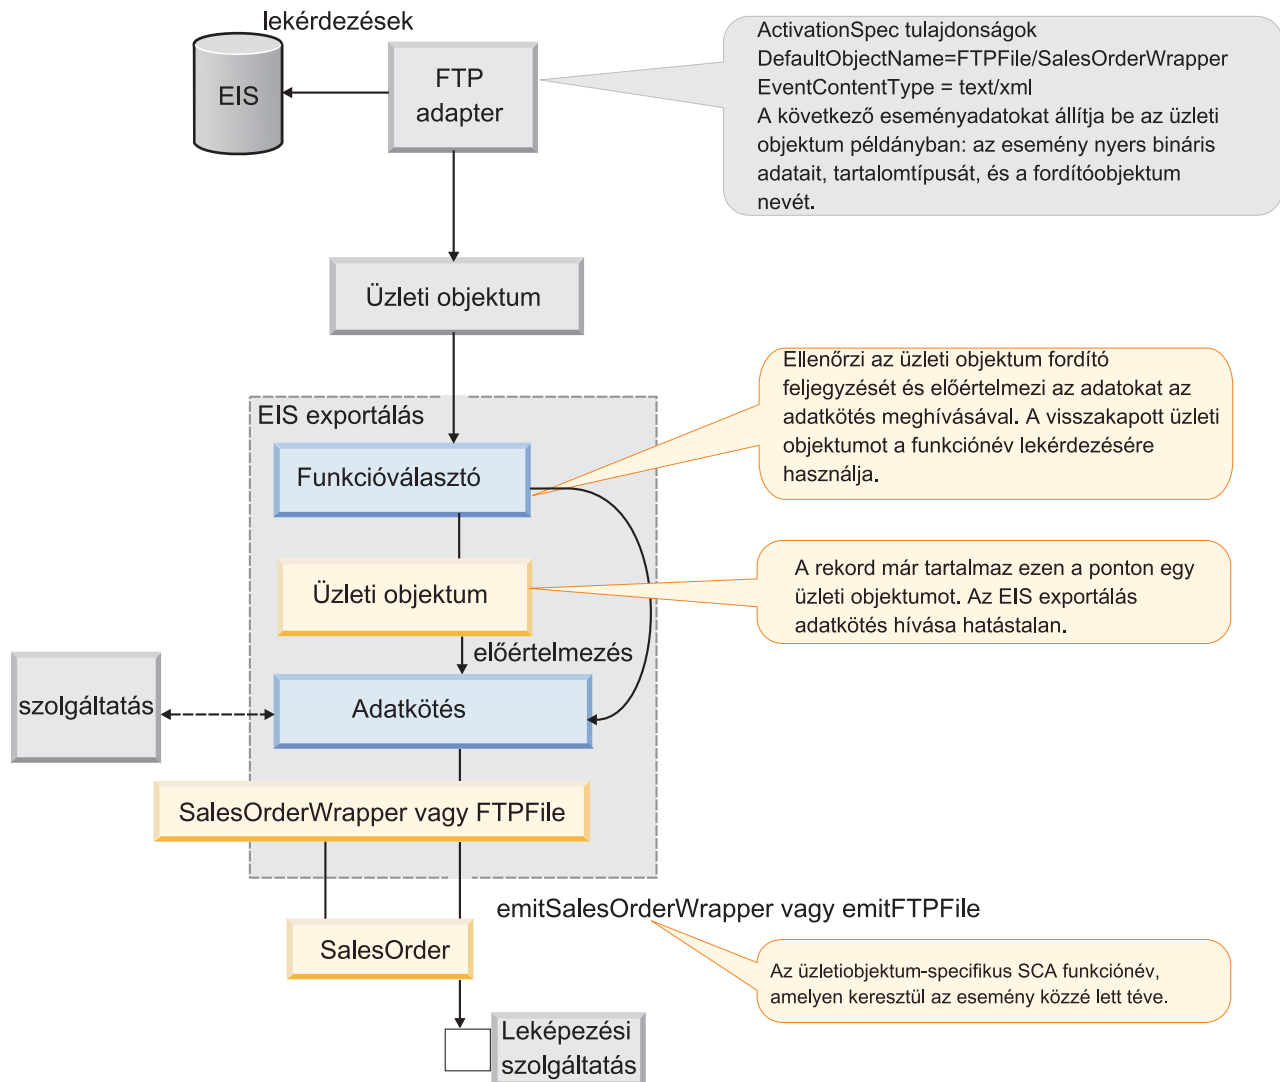 lekérdezések
EIS
FTP
adapter
ActivationSpec tulajdonságok
DefaultObjectName=FTPFile/SalesOrderWrapper
EventContentType = text/xml
A következő eseményadatokat állítja be az üzleti
objektum példányban: az esemény nyers bináris
adatait, tartalomtípusát, és a fordítóobjektum
nevét.
Üzleti objektum
Ellenőrzi az üzleti objektum fordító
feljegyzését és előértelmezi az adatokat az
adatkötés meghívásával. A visszakapott üzleti
objektumot a funkciónév lekérdezésére
használja.
EIS exportálás
Funkcióválasztó
Üzleti objektum
A rekord már tartalmaz ezen a ponton egy
üzleti objektumot. Az EIS exportálás
adatkötés hívása hatástalan.
előértelmezés
szolgáltatás
Adatkötés
SalesOrderWrapper vagy FTPFile
emitSalesOrderWrapper vagy emitFTPFile
SalesOrder
Az üzletiobjektum-specifikus SCA funkciónév,
amelyen keresztül az esemény közzé lett téve.
Leképezési
szolgáltatás